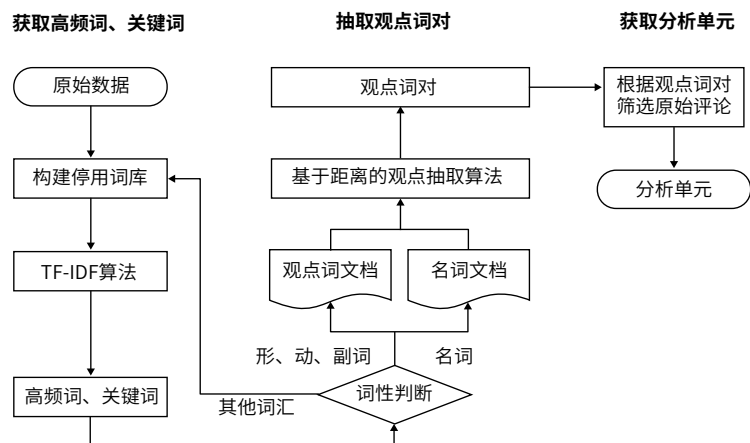 获取高频词、关键词
抽取观点词对
获取分析单元
原始数据
构建停用词库
TF-IDF算法
高频词、关键词
观点词对
基于距离的观点抽取算法
观点词文档
名词文档
形、动、副词
名词
词性判断
其他词汇
根据观点词对
筛选原始评论
分析单元